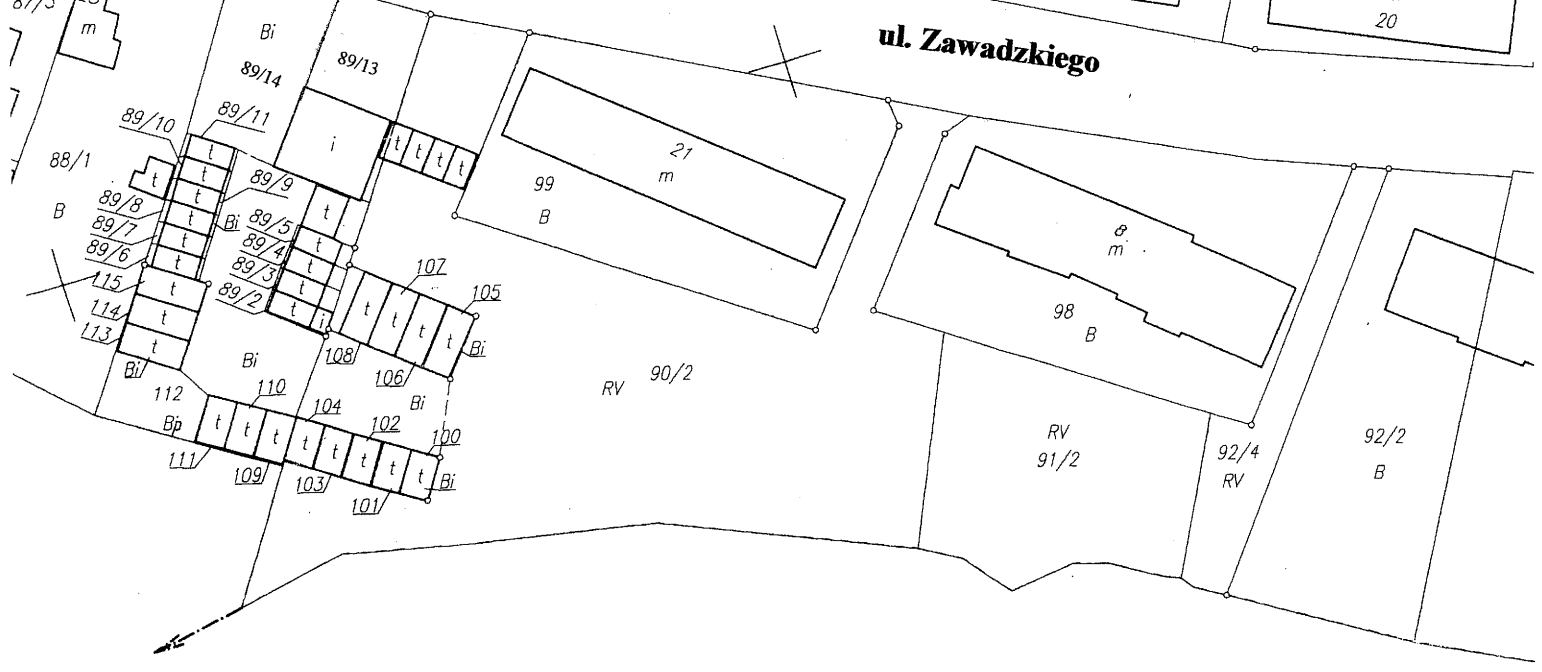 m
Bi
89/14
89/13
ul. Zawadzkiego
20
89/10
89/11
88/1
B
t
t
t
t
t
t
t
89/8
89/7
89/6
89/9
Bi
i
t
t
t
t
21
m
99
B
8
m
98
B
89/5
89/4
89/3
89/2
t
t
t
t
t
i
115
114
113
t
t
t
Bi
Bi
107
105
t
t
t
t
Bi
108
106
Bi
112
Bp
110
104
102
100
t
t
t
t
t
t
t
t
Bi
111
109
103
101
RV
90/2
RV
91/2
92/4
RV
92/2
B